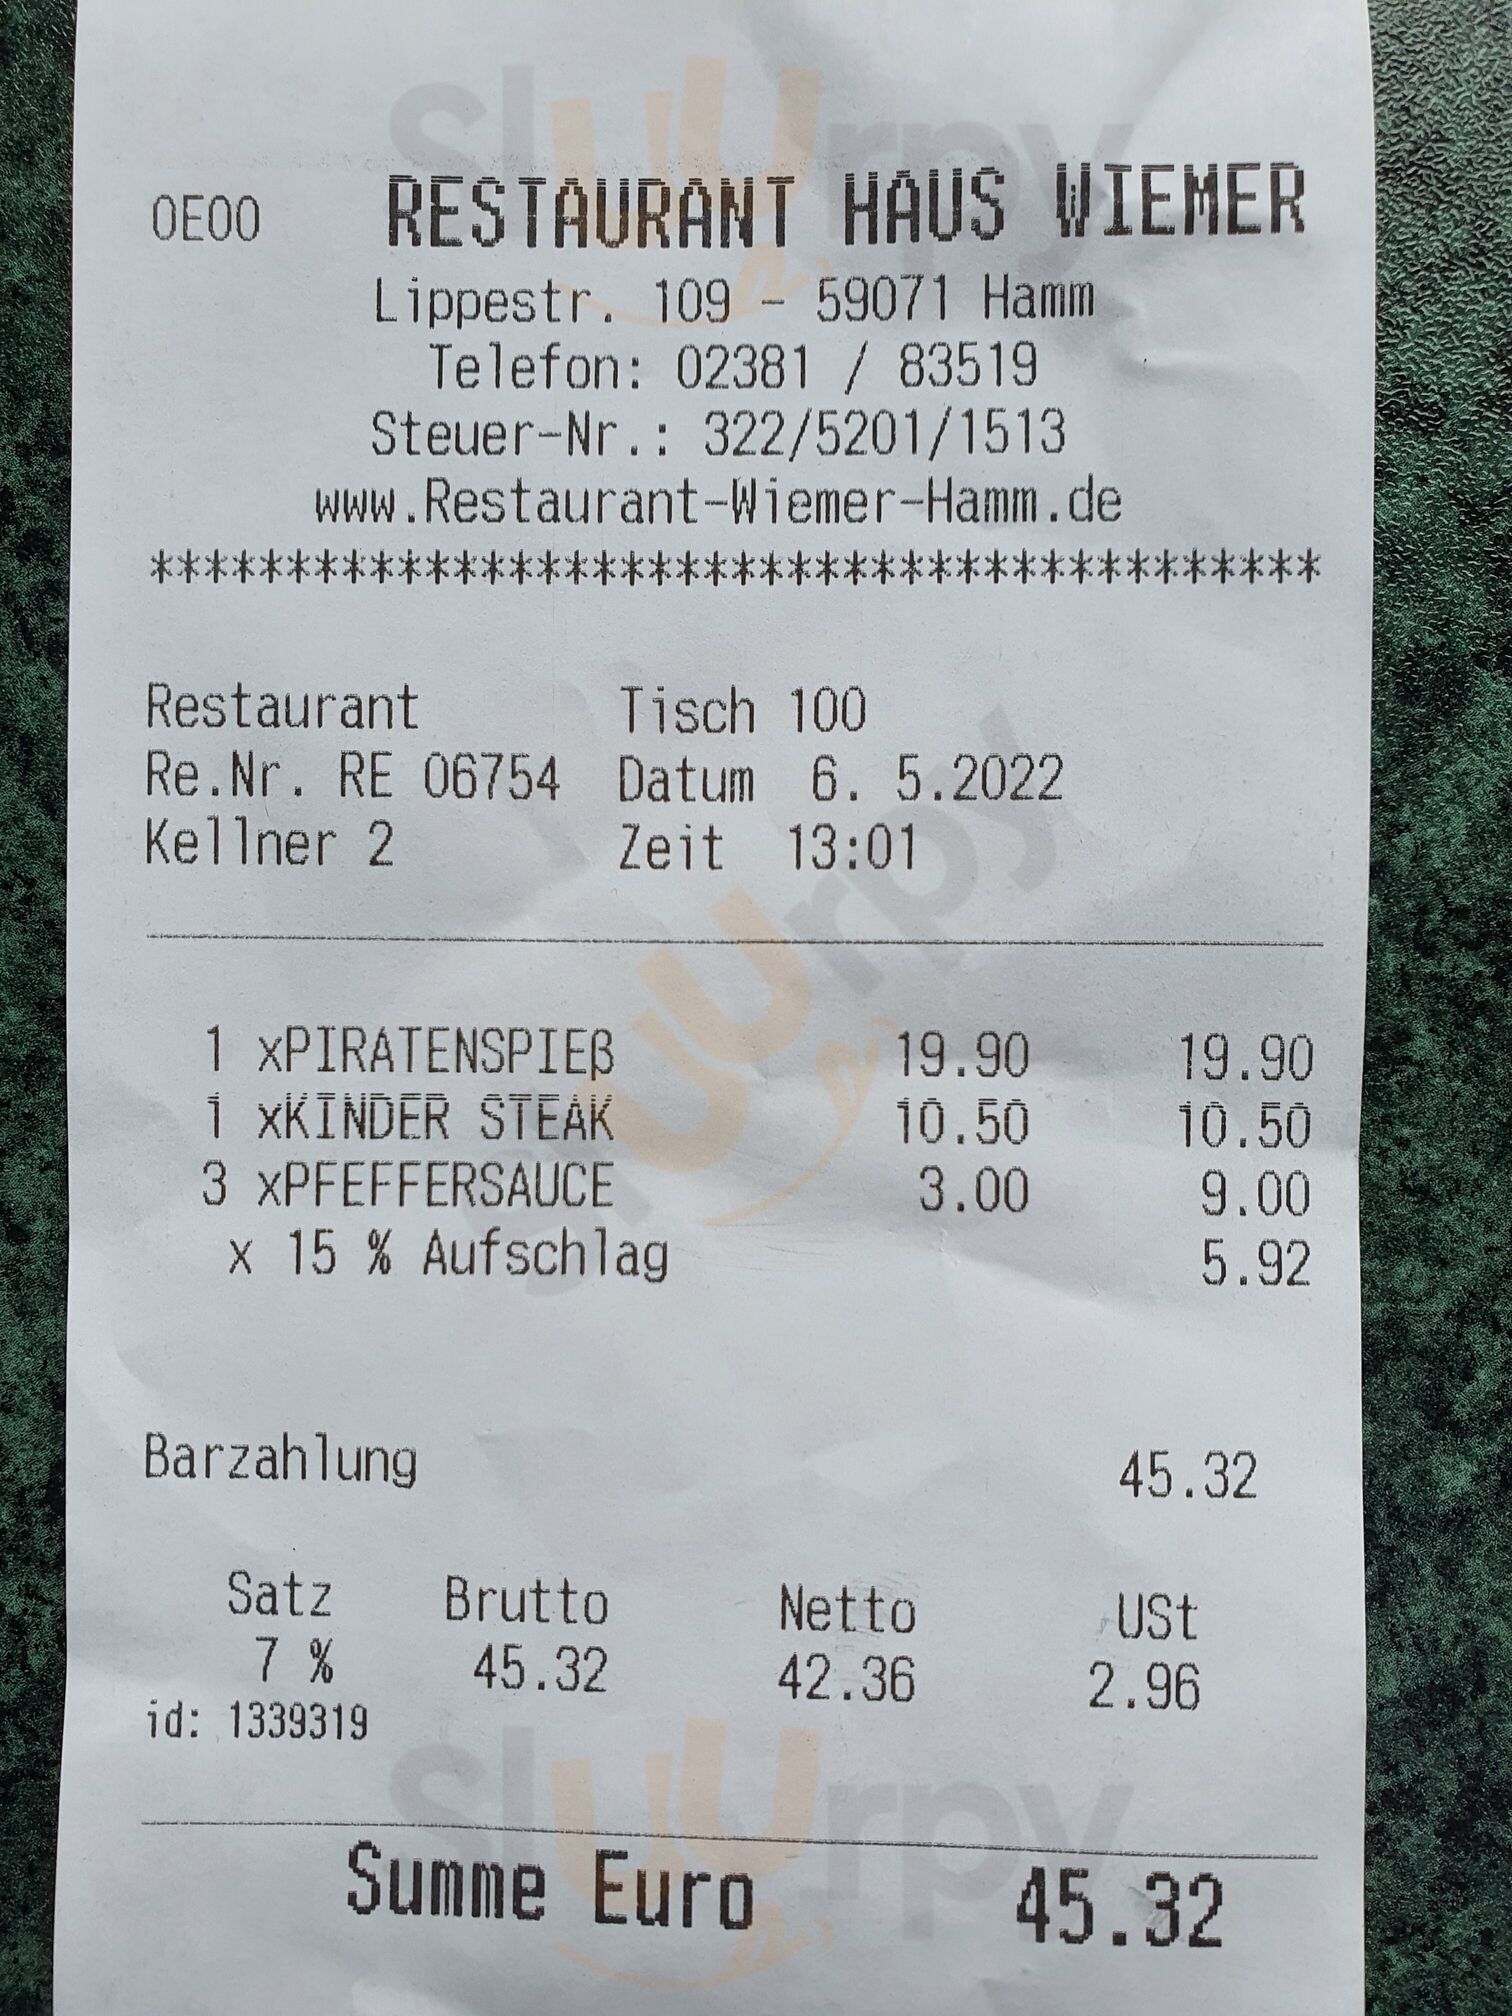 OE00 RESTAURANT HAUS WIEMER
Lippestr. 109 - 59071 Hamm
Telefon: 02381 / 83519
Steuer-Nr.: 322/5201/1513
www.Restaurant-Wiemer-Hamm.de
******************************************
Restaurant Tisch 100
Re.Nr. RE 06754 Datum 6. 5.2022
Kellner 2 Zeit 13:01
1 xPIRATENSPIEß 19.90 19.90
1 xKINDER STEAK 10.50 10.50
3 xPFEFFERSAUCE 3.00 9.00
x 15 % Aufschlag 5.92
Barzahlung 45.32
Satz Brutto Netto USt
7 % 45.32 42.36 2.96
id: 1339319
Summe Euro 45.32
sluurpy
sluurpy
sluurpy